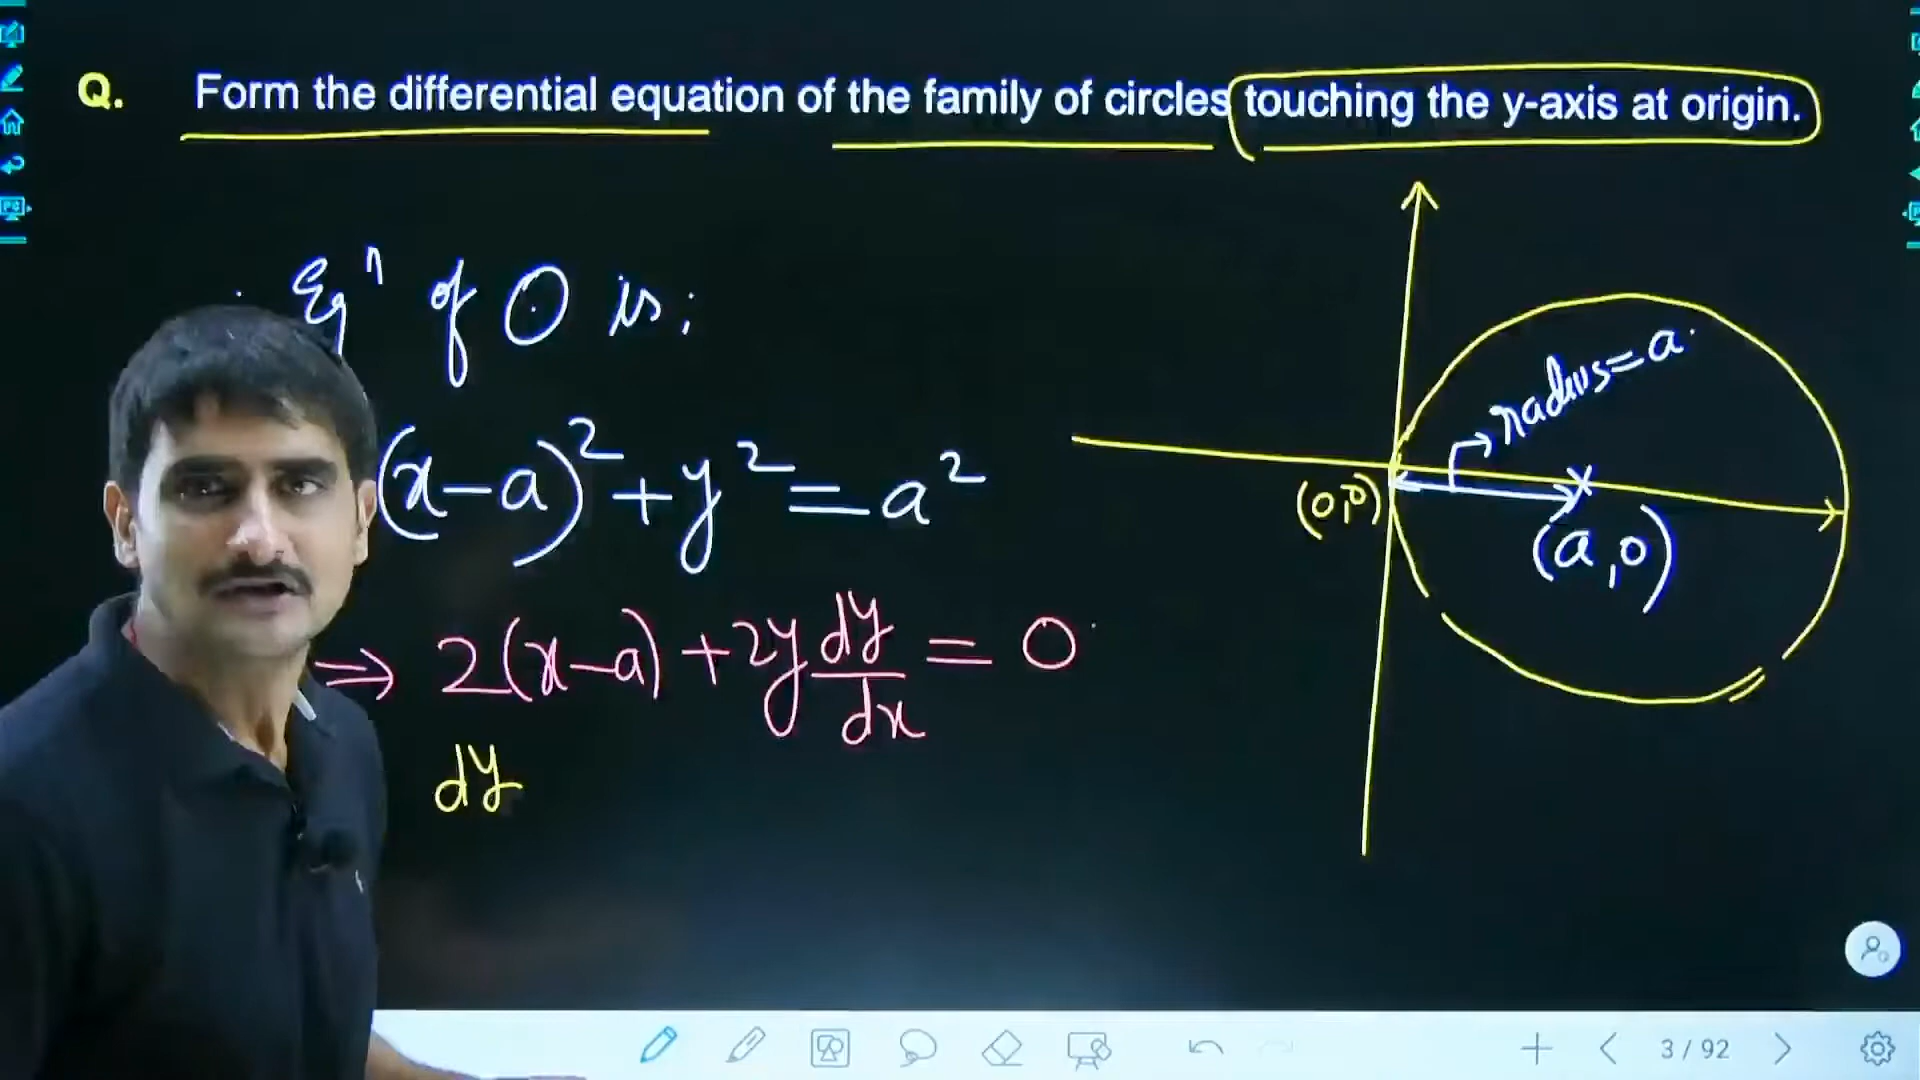 Q. Form the differential equation of the family of circles touching the y-axis at origin.
Eqⁿ of O is:
(x-a)²+y²=a²
⇒ 2(x-a)+2y dy/dx = 0
dy
radius=a
(0,0)
(a,0)
3 / 92